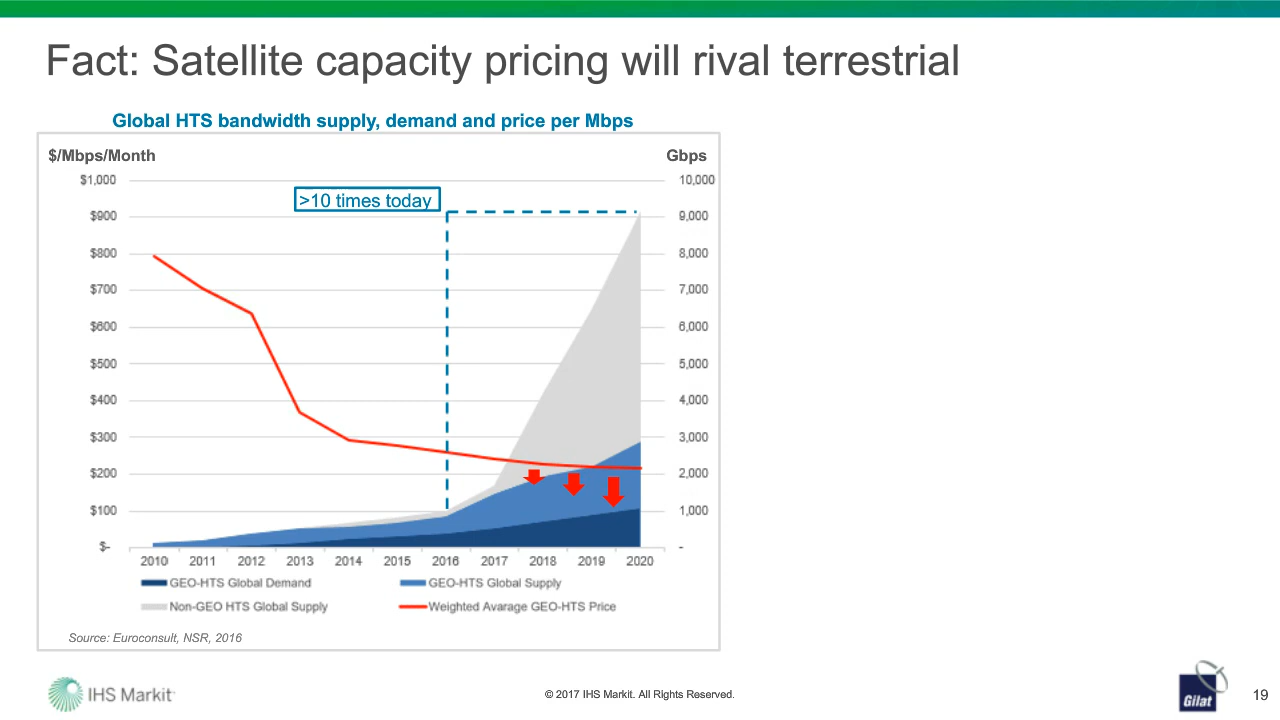 Fact: Satellite capacity pricing will rival terrestrial
Global HTS bandwidth supply, demand and price per Mbps
$/Mbps/Month Gbps
$1,000 10,000
>10 times today
$900 9,000
$800 8,000
$700 7,000
$600 6,000
$500 5,000
$400 4,000
$300 3,000
$200 2,000
$100 1,000
$- -
2010 2011 2012 2013 2014 2015 2016 2017 2018 2019 2020
GEO-HTS Global Demand GEO-HTS Global Supply
Non-GEO HTS Global Supply Weighted Avarage GEO-HTS Price
Source: Euroconsult, NSR, 2016
IHS Markit © 2017 IHS Markit. All Rights Reserved. Gilat 19